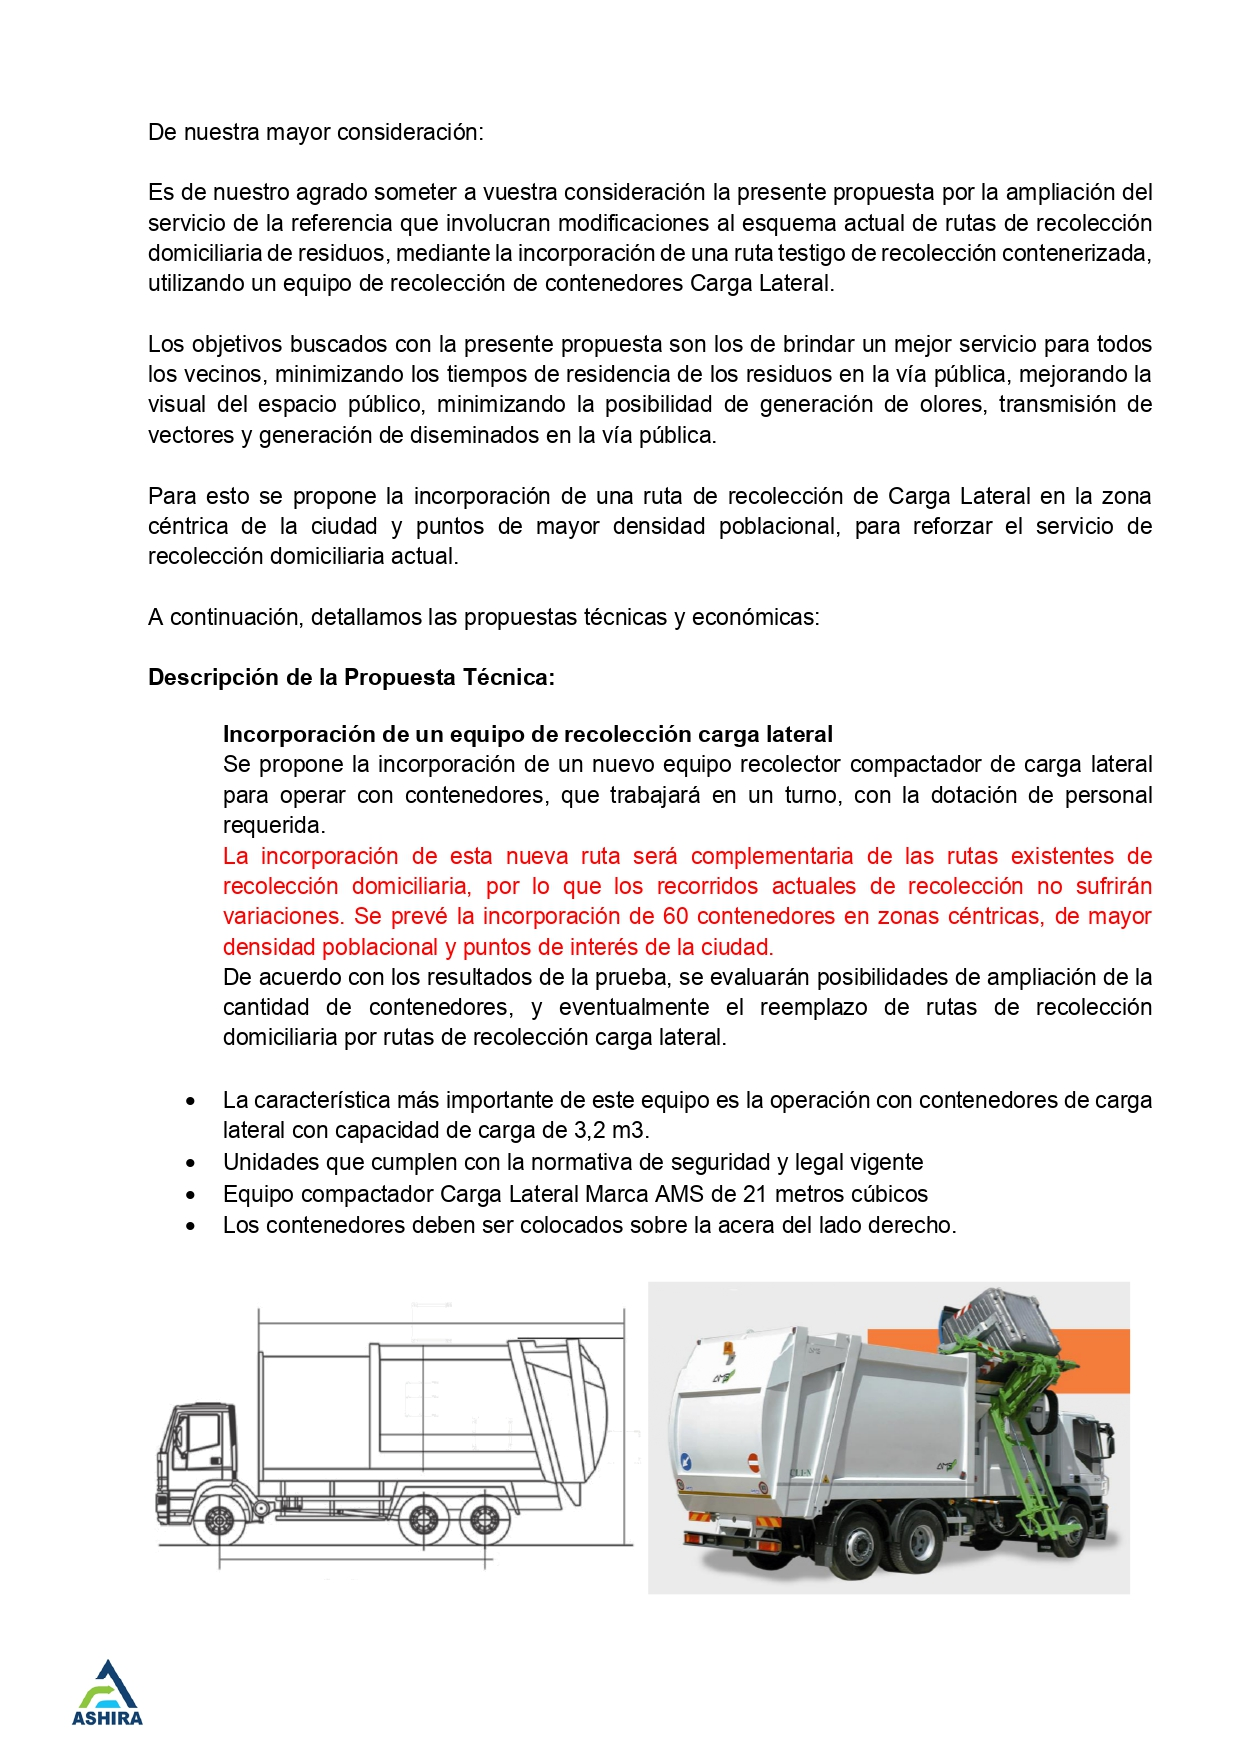 De nuestra mayor consideración:
Es de nuestro agrado someter a vuestra consideración la presente propuesta por la ampliación del
servicio de la referencia que involucran modificaciones al esquema actual de rutas de recolección
domiciliaria de residuos, mediante la incorporación de una ruta testigo de recolección contenerizada,
utilizando un equipo de recolección de contenedores Carga Lateral.
Los objetivos buscados con la presente propuesta son los de brindar un mejor servicio para todos
los vecinos, minimizando los tiempos de residencia de los residuos en la vía pública, mejorando la
visual del espacio público, minimizando la posibilidad de generación de olores, transmisión de
vectores y generación de diseminados en la vía pública.
Para esto se propone la incorporación de una ruta de recolección de Carga Lateral en la zona
céntrica de la ciudad y puntos de mayor densidad poblacional, para reforzar el servicio de
recolección domiciliaria actual.
A continuación, detallamos las propuestas técnicas y económicas:
Descripción de la Propuesta Técnica:
Incorporación de un equipo de recolección carga lateral
Se propone la incorporación de un nuevo equipo recolector compactador de carga lateral
para operar con contenedores, que trabajará en un turno, con la dotación de personal
requerida.
La incorporación de esta nueva ruta será complementaria de las rutas existentes de
recolección domiciliaria, por lo que los recorridos actuales de recolección no sufrirán
variaciones. Se prevé la incorporación de 60 contenedores en zonas céntricas, de mayor
densidad poblacional y puntos de interés de la ciudad.
De acuerdo con los resultados de la prueba, se evaluarán posibilidades de ampliación de la
cantidad de contenedores, y eventualmente el reemplazo de rutas de recolección
domiciliaria por rutas de recolección carga lateral.
• La característica más importante de este equipo es la operación con contenedores de carga
lateral con capacidad de carga de 3,2 m3.
• Unidades que cumplen con la normativa de seguridad y legal vigente
• Equipo compactador Carga Lateral Marca AMS de 21 metros cúbicos
• Los contenedores deben ser colocados sobre la acera del lado derecho.
AMS
AMS
ASHIRA